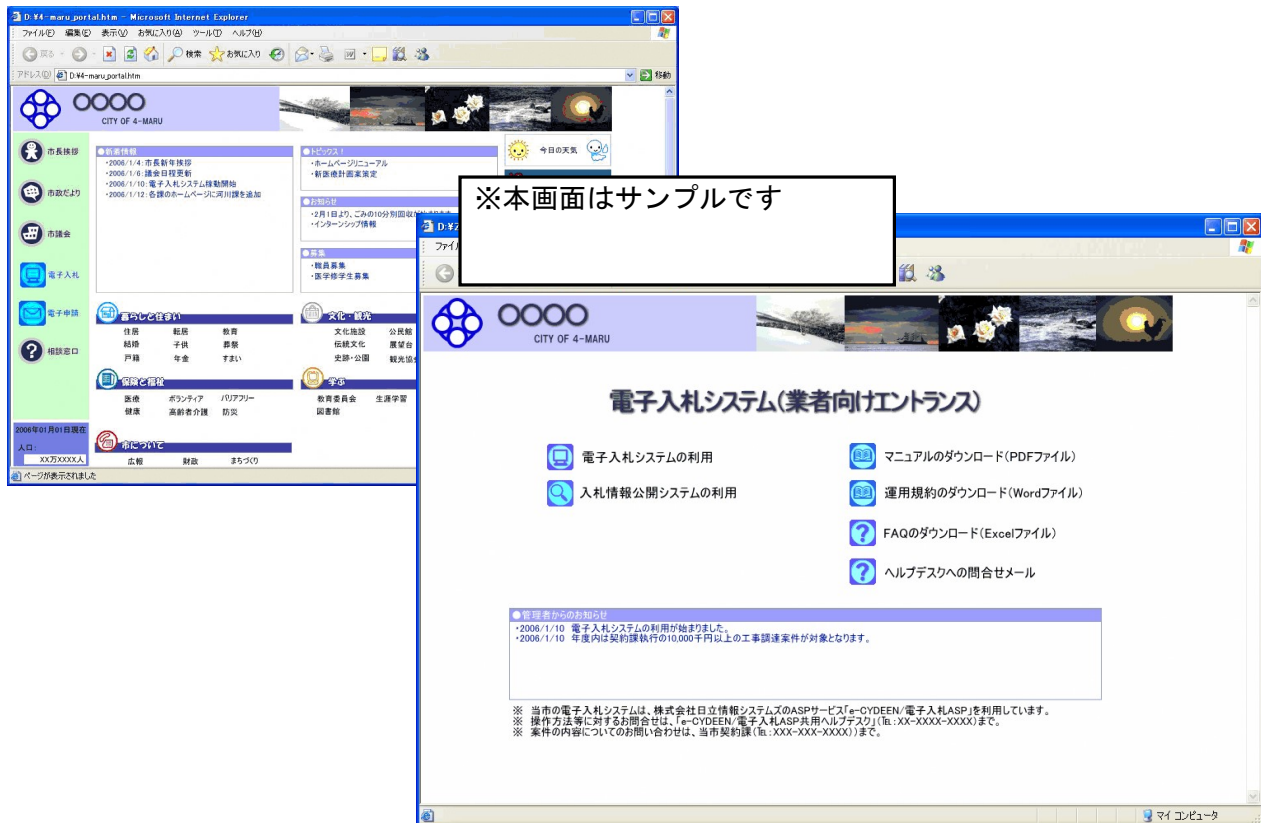 D:¥4-maru_portal.htm - Microsoft Internet Explorer
ファイル(F) 編集(E) 表示(V) お気に入り(A) ツール(T) ヘルプ(H)
戻る 検索 お気に入り
アドレス(D) D:¥4-maru_portal.htm 移動
○○○○
CITY OF 4-MARU
市長挨拶
市政だより
市議会
電子入札
電子申請
相談窓口
2006年01月01日現在
人口:
XX万XXXX人
●新着情報
・2006/1/4:市長新年挨拶
・2006/1/6:議会日程更新
・2006/1/10:電子入札システム稼動開始
・2006/1/12:各課のホームページに河川課を追加
●トピックス!
・ホームページリニューアル
・新医療計画案策定
●お知らせ
・2月1日より、ごみの10分別回収が
・インターンシップ情報
●募集
・職員募集
・医学修学生募集
今日の天気
暮らしと住まい
住居 転居 教育
結婚 子供 葬祭
戸籍 年金 すまい
文化・観光
文化施設 公民館
伝統文化 展望台
史跡・公園 観光協会
保険と福祉
医療 ボランティア バリアフリー
健康 高齢者介護 防災
学ぶ
教育委員会 生涯学習
図書館
市について
広報 財政 まちづくり
ページが表示されました
※本画面はサンプルです
D:¥
ファイル
○○○○
CITY OF 4-MARU
電子入札システム(業者向けエントランス)
電子入札システムの利用
入札情報公開システムの利用
マニュアルのダウンロード(PDFファイル)
運用規約のダウンロード(Wordファイル)
FAQのダウンロード(Excelファイル)
ヘルプデスクへの問合せメール
●管理者からのお知らせ
・2006/1/10 電子入札システムの利用が始まりました。
・2006/1/10 年度内は契約課執行の10,000千円以上の工事調達案件が対象となります。
※ 当市の電子入札システムは、株式会社日立情報システムズのASPサービス「e-CYDEEN/電子入札ASP」を利用しています。
※ 操作方法等に対するお問合せは、「e-CYDEEN/電子入札ASP共用ヘルプデスク」(℡:XX-XXXX-XXXX)まで。
※ 案件の内容についてのお問い合わせは、当市契約課(℡:XXX-XXX-XXXX))まで。
マイ コンピュータ